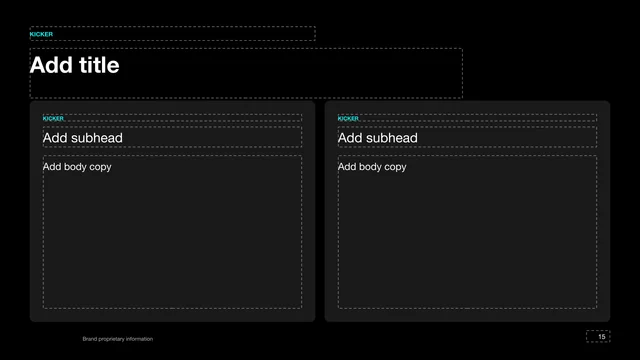 KICKER
Add title
KICKER
Add subhead
Add body copy
KICKER
Add subhead
Add body copy
Brand proprietary information
15